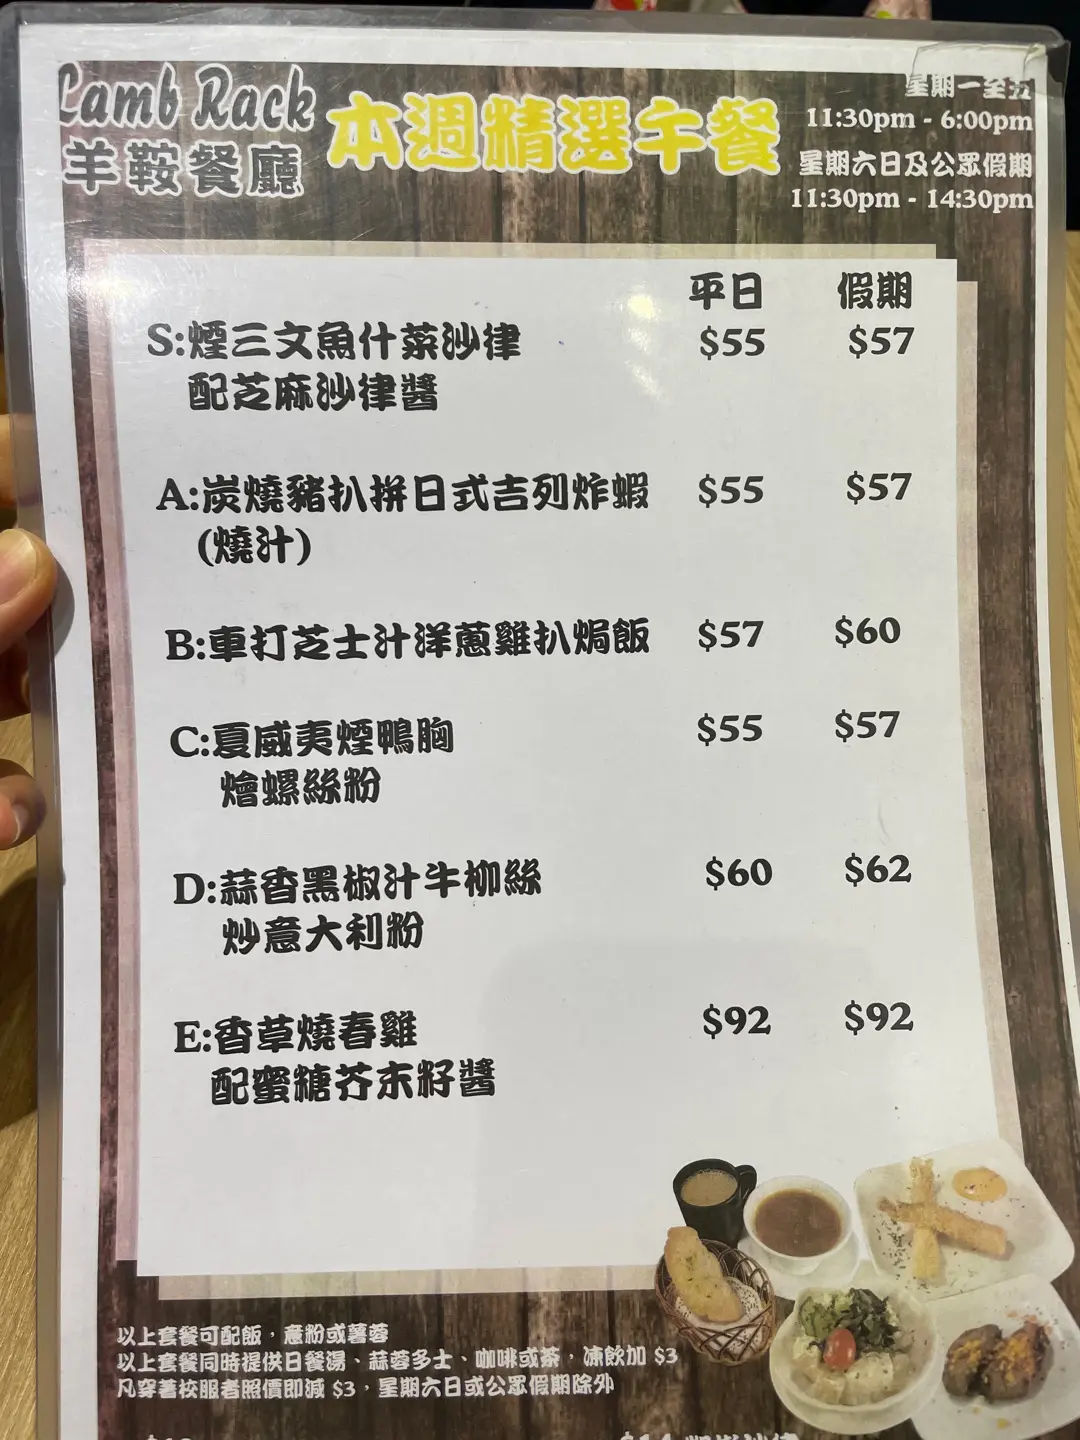 Lamb Rack
羊鞍餐廳
本週精選午餐
星期一至五
11:30pm - 6:00pm
星期六日及公眾假期
11:30pm - 14:30pm
平日 假期
S:煙三文魚什菜沙律 $55 $57
配芝麻沙律醬
A:炭燒豬扒拼日式吉列炸蝦 $55 $57
(燒汁)
B:車打芝士汁洋蔥雞扒焗飯 $57 $60
C:夏威夷煙鴨胸 $55 $57
燴螺絲粉
D:蒜香黑椒汁牛柳絲 $60 $62
炒意大利粉
E:香草燒春雞 $92 $92
配蜜糖芥末籽醬
以上套餐可配飯，意粉或薯蓉
以上套餐同時提供日餐湯、蒜蓉多士、咖啡或茶，凍飲加 $3
凡穿著校服者照價即減 $3，星期六日或公眾假期除外